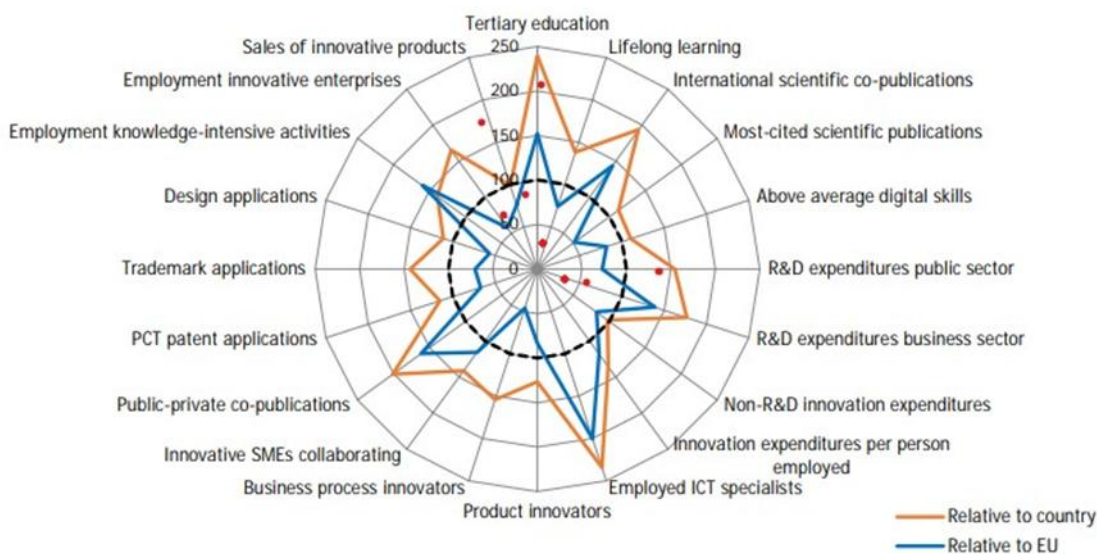 Tertiary education
Sales of innovative products
250
Lifelong learning
Employment innovative enterprises
200
International scientific co-publications
Employment knowledge-intensive activities
150
Most-cited scientific publications
Design applications
100
Above average digital skills
50
Trademark applications
0
R&D expenditures public sector
PCT patent applications
R&D expenditures business sector
Public-private co-publications
Non-R&D innovation expenditures
Innovative SMEs collaborating
Innovation expenditures per person
employed
Business process innovators
Employed ICT specialists
Product innovators
Relative to country
Relative to EU